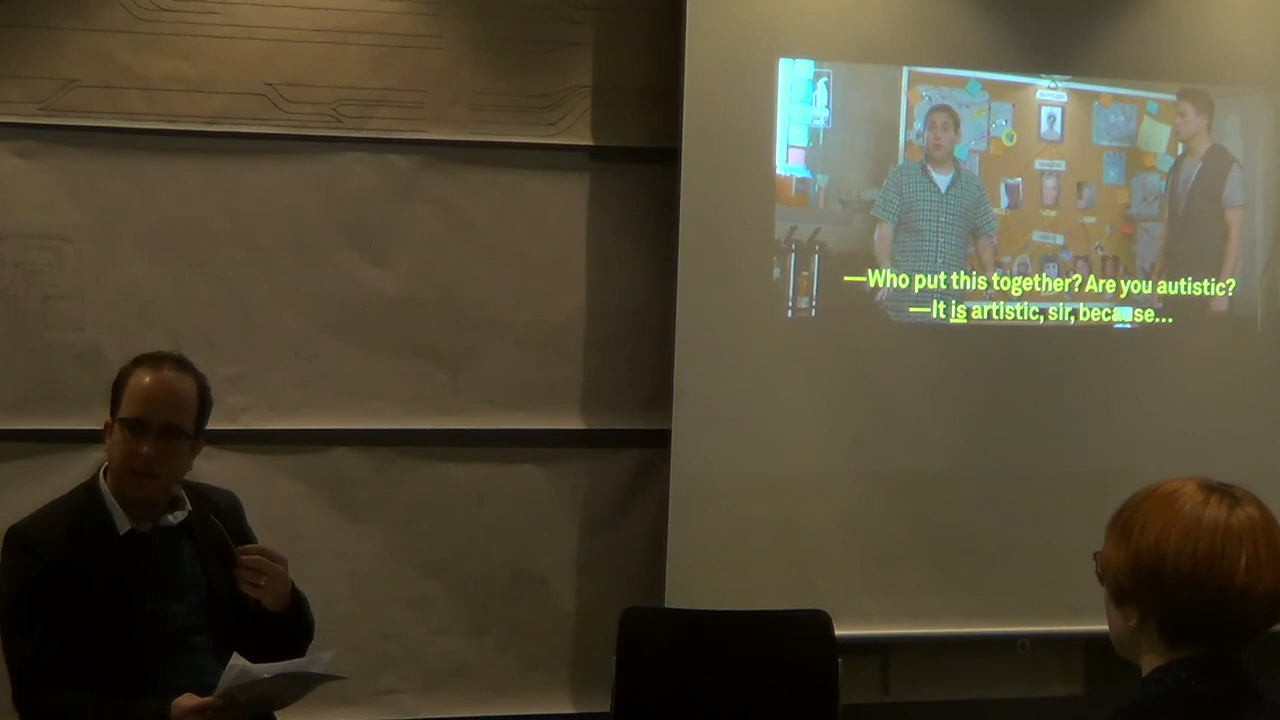 —Who put this together? Are you autistic?
—It is artistic, sir, because...